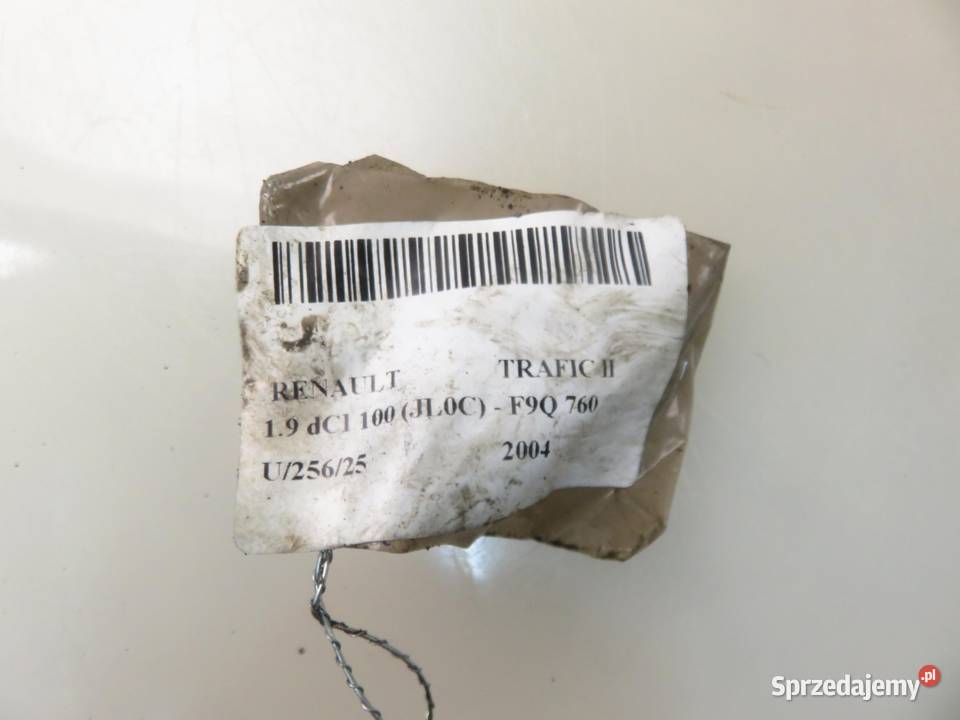 RENAULT TRAFIC II
1.9 dCI 100 (JL0C) - F9Q 760
U/256/25 2004
Sprzedajemy.pl